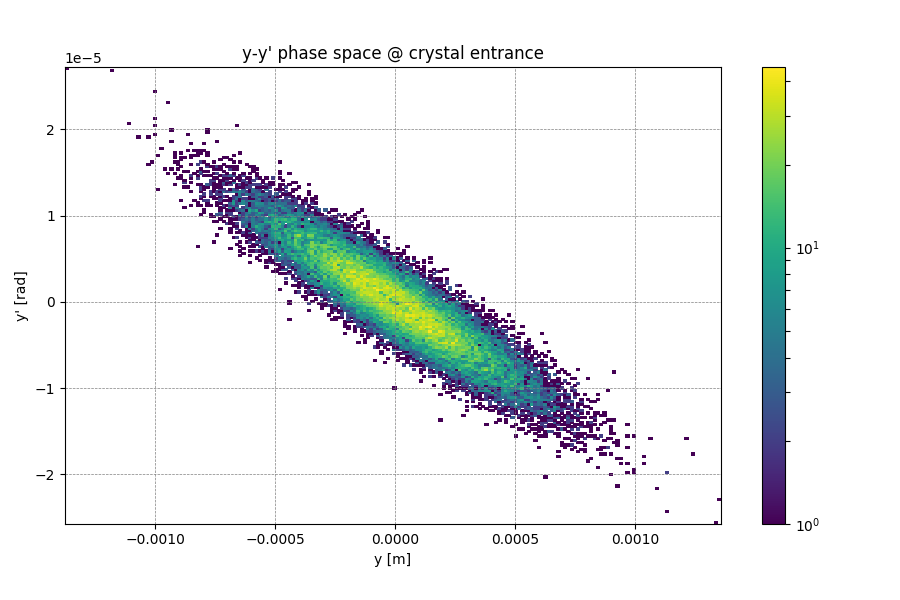 y-y' phase space @ crystal entrance
1e−5
2
1
0
−1
−2
y' [rad]
−0.0010 −0.0005 0.0000 0.0005 0.0010
y [m]
10¹
10⁰